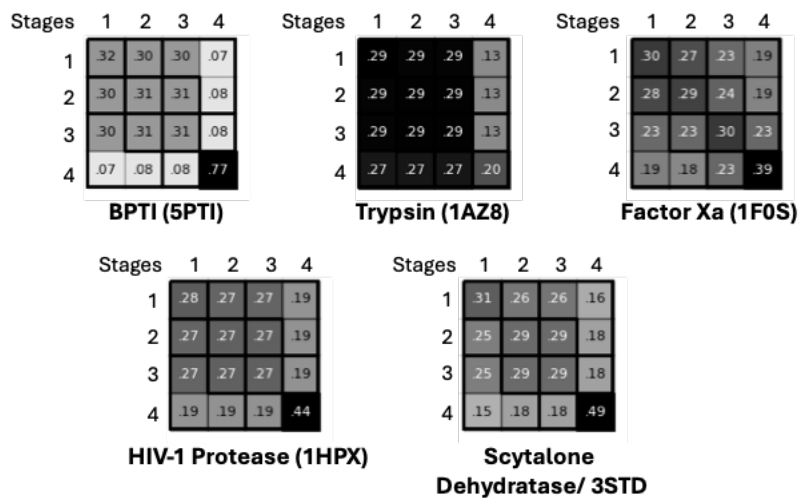 Stages 1 2 3 4 Stages 1 2 3 4 Stages 1 2 3 4
1 .32 .30 .30 .07 1 .29 .29 .29 .13 1 .30 .27 .23 .19
2 .30 .31 .31 .08 2 .29 .29 .29 .13 2 .28 .29 .24 .19
3 .30 .31 .31 .08 3 .29 .29 .29 .13 3 .23 .23 .30 .23
4 .07 .08 .08 .77 4 .27 .27 .27 .20 4 .19 .18 .23 .39
BPTI (5PTI) Trypsin (1AZ8) Factor Xa (1F0S)
Stages 1 2 3 4 Stages 1 2 3 4
1 .28 .27 .27 .19 1 .31 .26 .26 .16
2 .27 .27 .27 .19 2 .25 .29 .29 .18
3 .27 .27 .27 .19 3 .25 .29 .29 .18
4 .19 .19 .19 .44 4 .15 .18 .18 .49
HIV-1 Protease (1HPX) Scytalone
Dehydratase/ 3STD